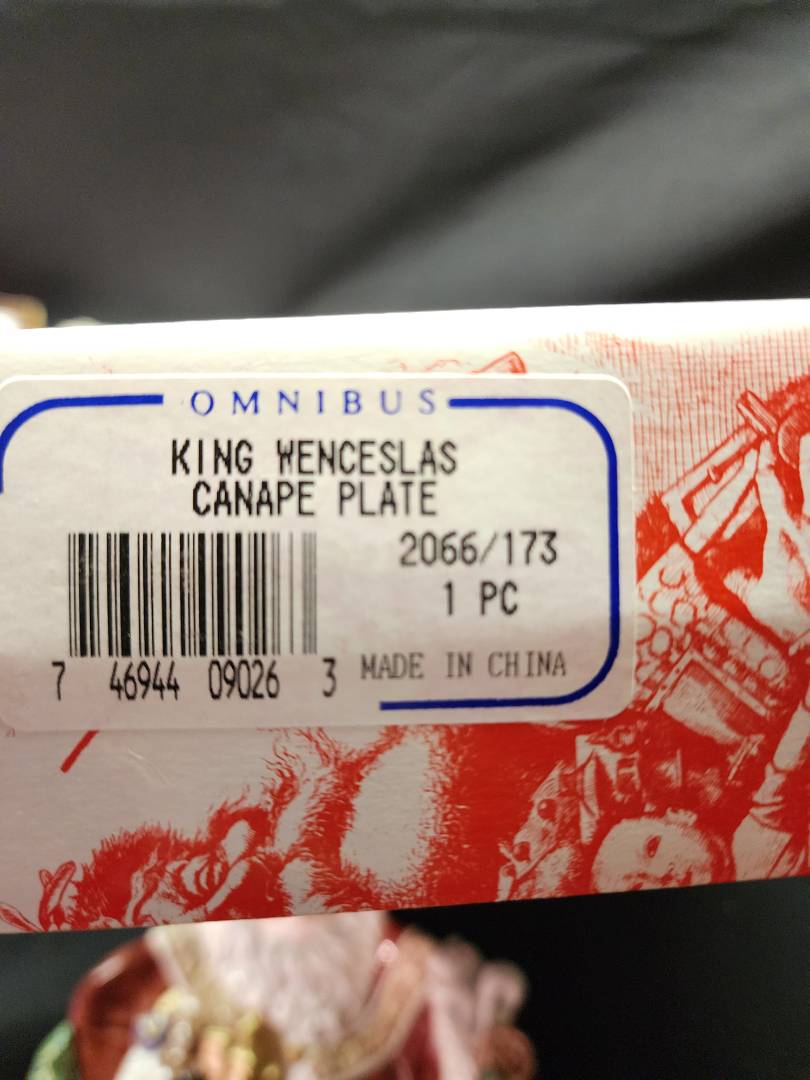 OMNIBUS
KING WENCESLAS
CANAPE PLATE
2066/173
1 PC
7 46944 09026 3
MADE IN CHINA